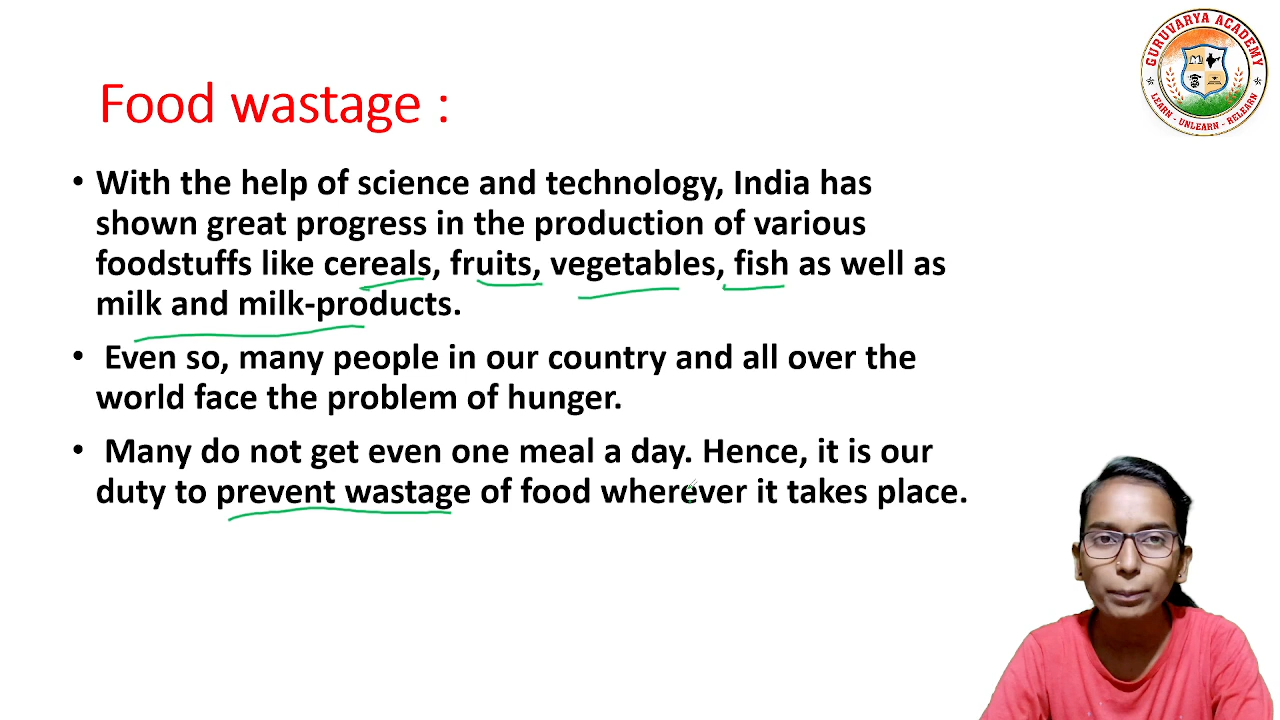 GURUVARYA ACADEMY
LEARN - UNLEARN - RELEARN
Food wastage :
• With the help of science and technology, India has
shown great progress in the production of various
foodstuffs like cereals, fruits, vegetables, fish as well as
milk and milk-products.
• Even so, many people in our country and all over the
world face the problem of hunger.
• Many do not get even one meal a day. Hence, it is our
duty to prevent wastage of food wherever it takes place.